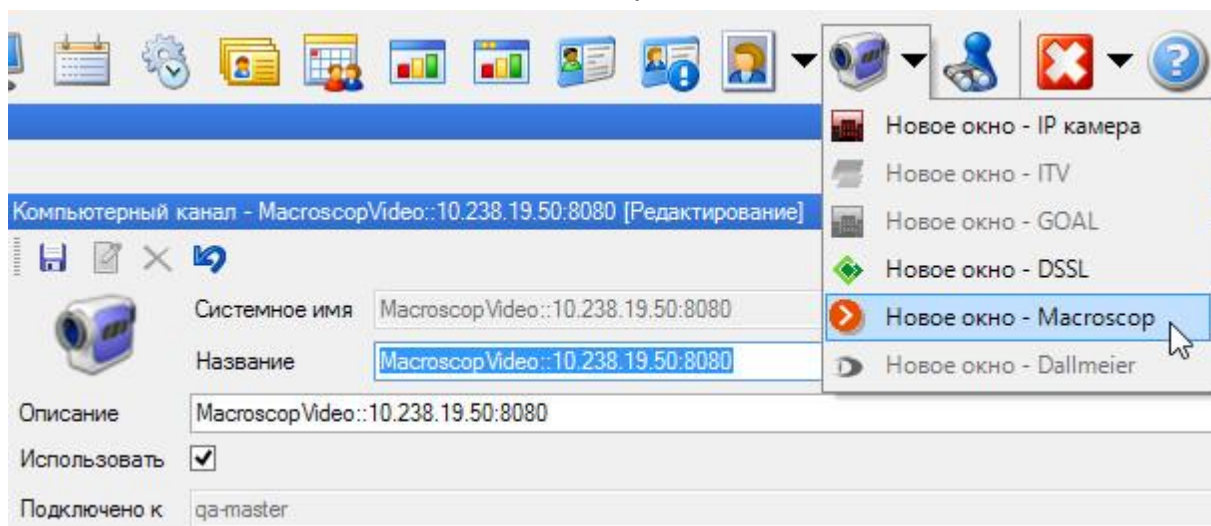 Новое окно - IP камера
Новое окно - ITV
Новое окно - GOAL
Новое окно - DSSL
Новое окно - Macroscop
Новое окно - Dallmeier
Компьютерный канал - MacroscopVideo::10.238.19.50:8080 [Редактирование]
Системное имя MacroscopVideo::10.238.19.50:8080
Название MacroscopVideo::10.238.19.50:8080
Описание MacroscopVideo::10.238.19.50:8080
Использовать
Подключено к qa-master